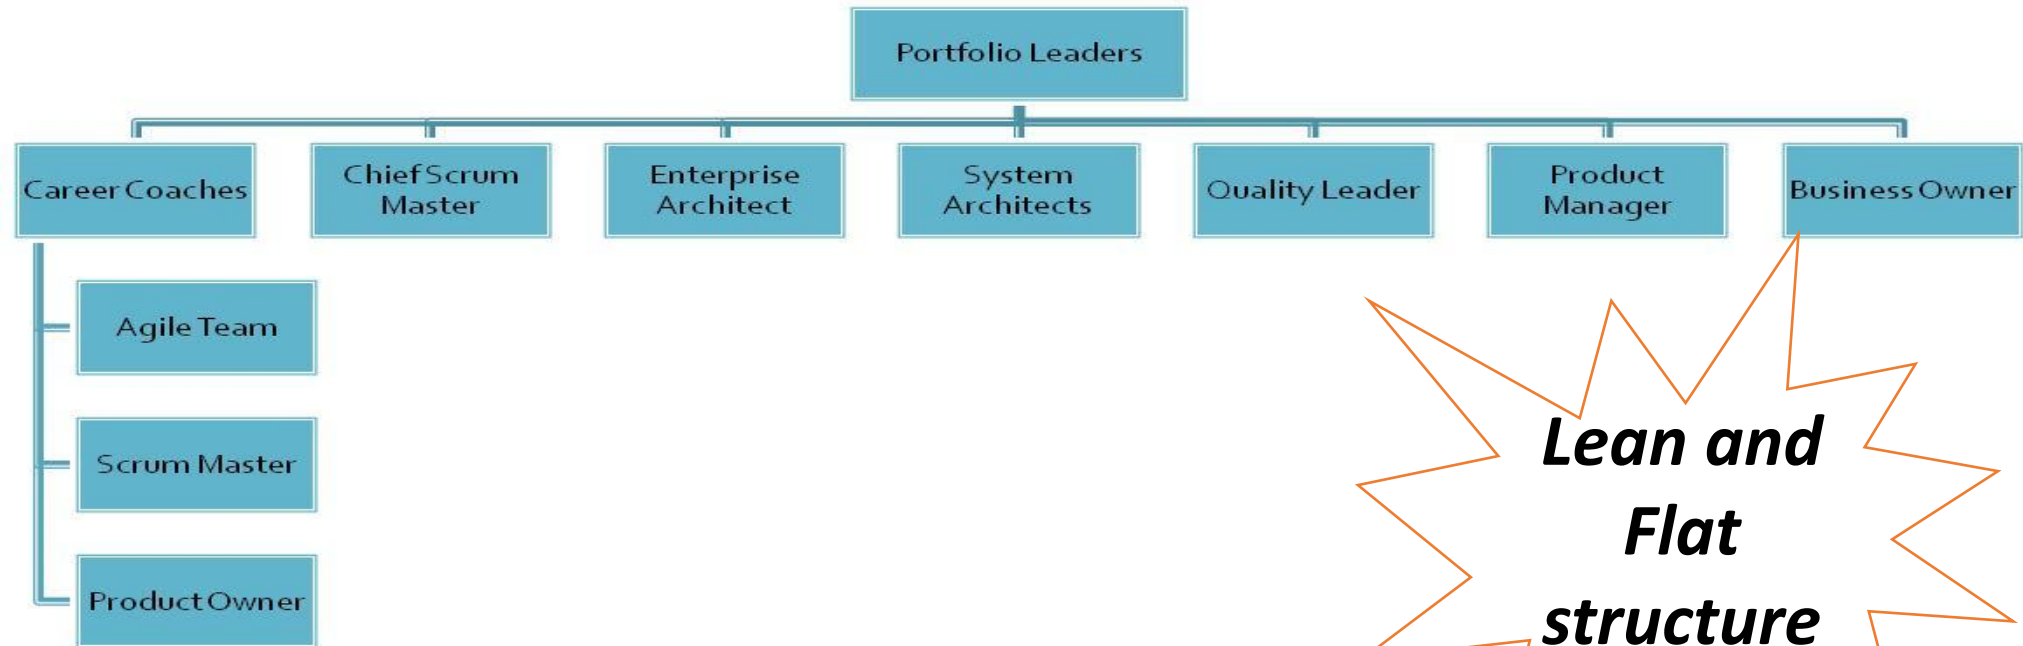 Portfolio Leaders
Career Coaches
Chief Scrum
Master
Enterprise
Architect
System
Architects
Quality Leader
Product
Manager
Business Owner
Agile Team
Scrum Master
Product Owner
Lean and
Flat
structure